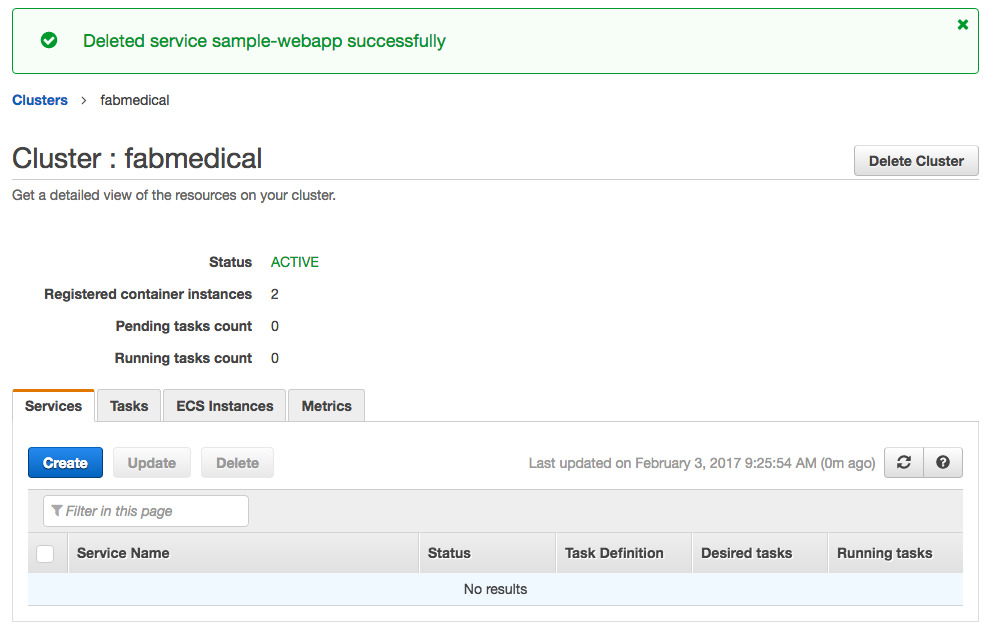 Deleted service sample-webapp successfully
Clusters > fabmedical
Cluster : fabmedical
Delete Cluster
Get a detailed view of the resources on your cluster.
Status ACTIVE
Registered container instances 2
Pending tasks count 0
Running tasks count 0
Services Tasks ECS Instances Metrics
Create Update Delete Last updated on February 3, 2017 9:25:54 AM (0m ago)
Filter in this page
Service Name Status Task Definition Desired tasks Running tasks
No results